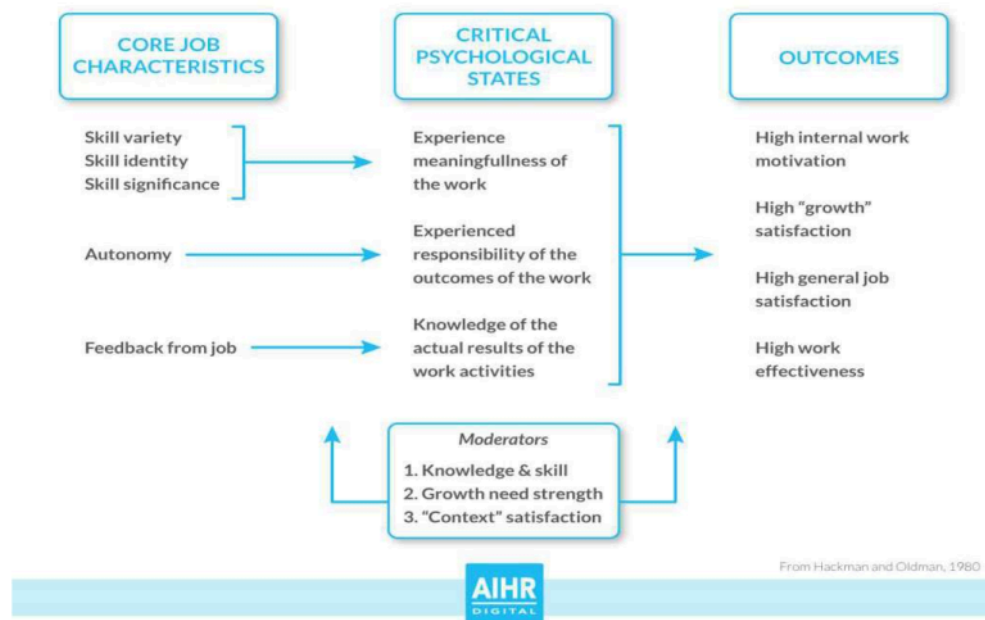 CORE JOB
CHARACTERISTICS
CRITICAL
PSYCHOLOGICAL
STATES
OUTCOMES
Skill variety
Skill identity
Skill significance
Experience
meaningfullness of
the work
High internal work
motivation
High “growth”
satisfaction
Autonomy
Experienced
responsibility of the
outcomes of the work
High general job
satisfaction
Feedback from job
Knowledge of the
actual results of the
work activities
High work
effectiveness
Moderators
1. Knowledge & skill
2. Growth need strength
3. “Context” satisfaction
From Hackman and Oldman, 1980
AIHR
DIGITAL